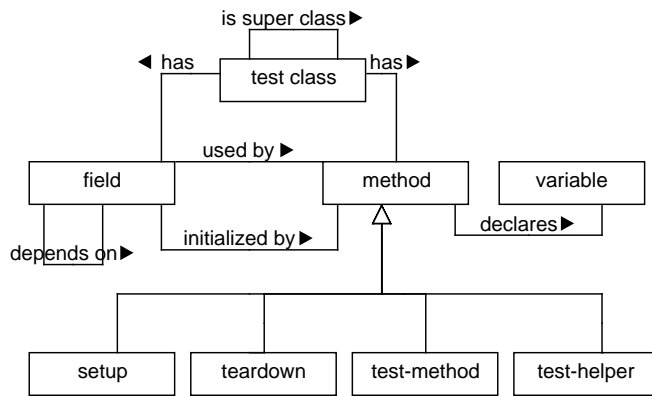 is super class ►
◄ has
test class
has ►
used by ►
field
method
variable
depends on ►
initialized by ►
declares ►
setup
teardown
test-method
test-helper